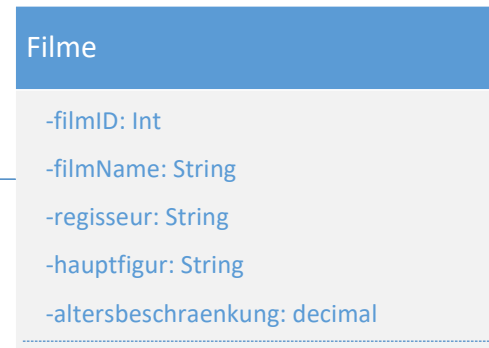 Filme
-filmID: Int
-filmName: String
-regisseur: String
-hauptfigur: String
-altersbeschraenkung: decimal